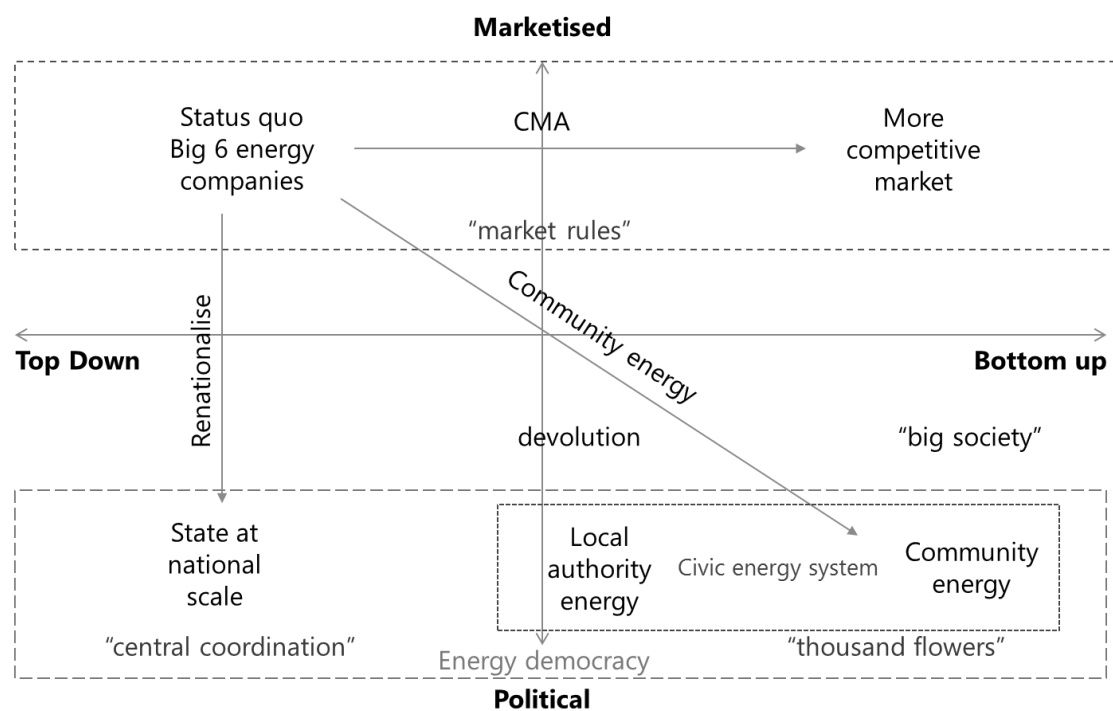 Marketised
Status quo
Big 6 energy
companies
CMA
More
competitive
market
“market rules”
Community energy
Renationalise
Top Down
Bottom up
devolution
“big society”
State at
national
scale
Local
authority
energy
Civic energy system
Community
energy
“central coordination”
“thousand flowers”
Energy democracy
Political